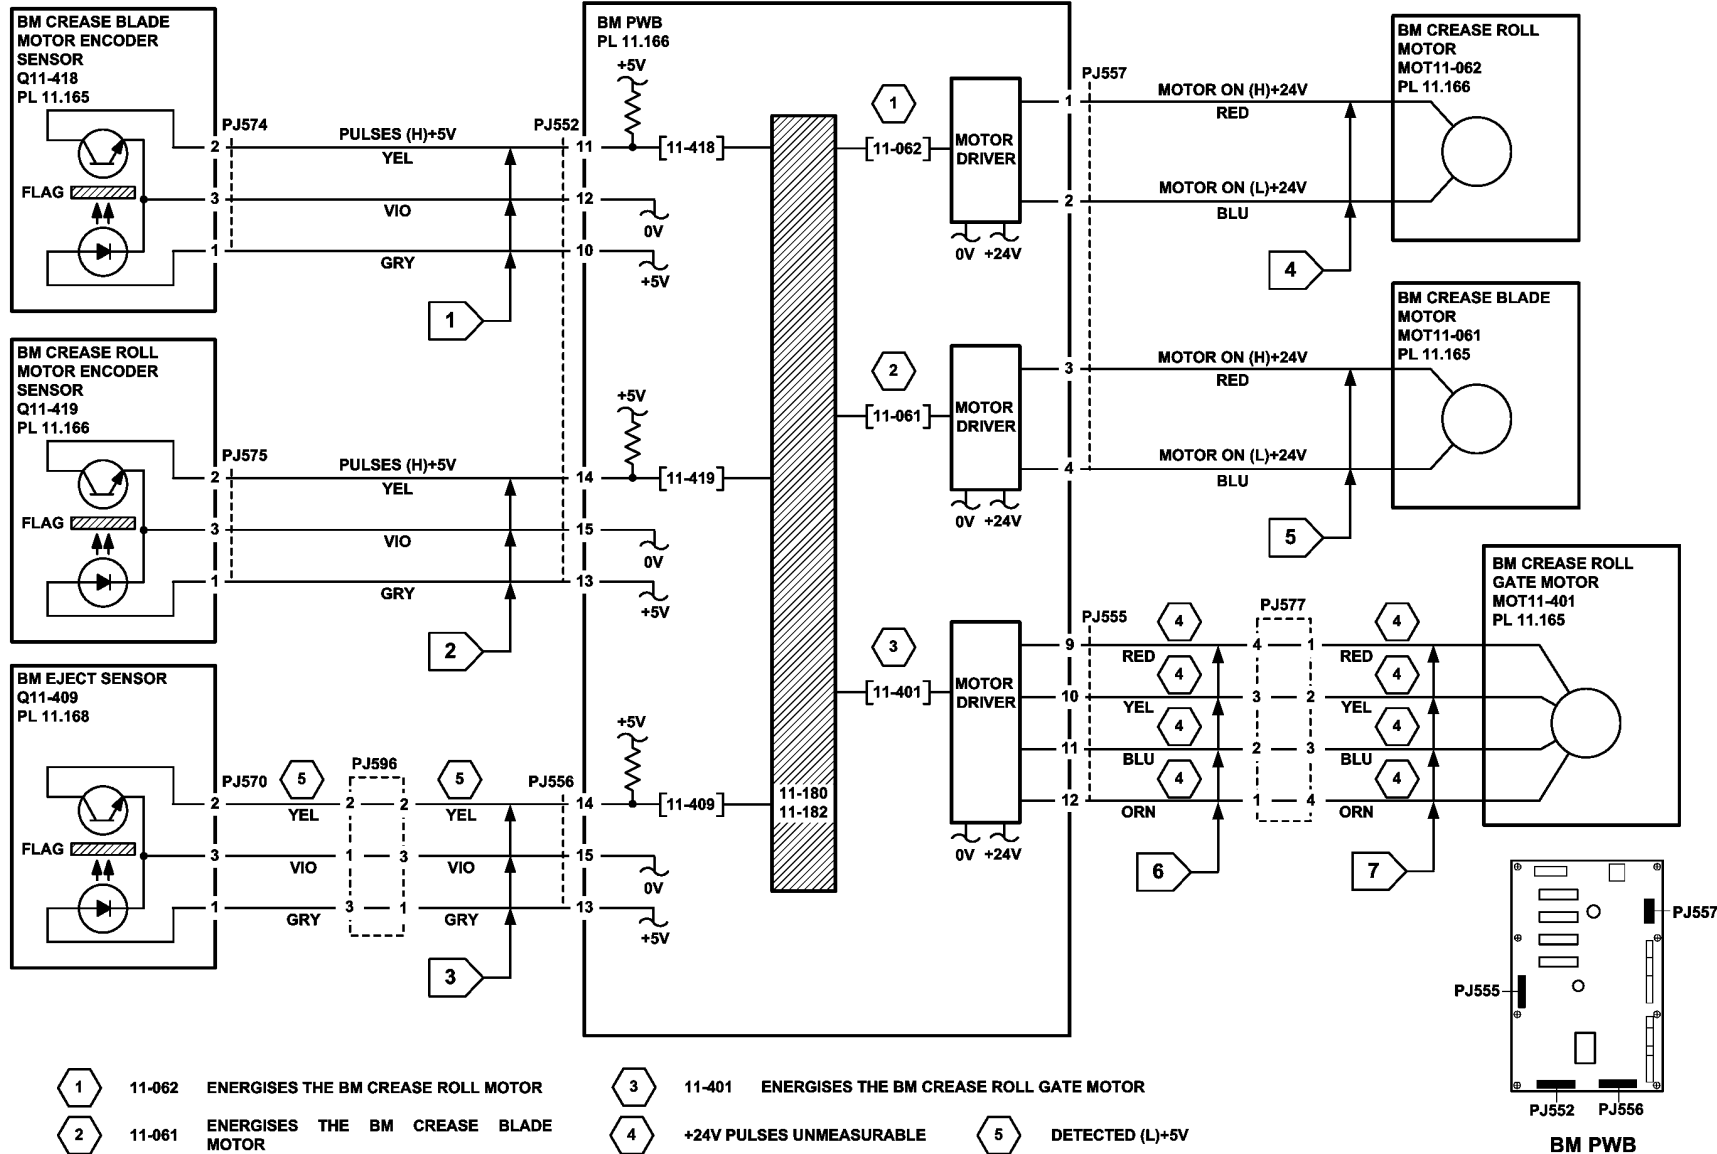 BM CREASE BLADE
MOTOR ENCODER
SENSOR
Q11-418
PL 11.165
FLAG
PJ574
2
3
1
PULSES (H)+5V
YEL
VIO
GRY
1
PJ552
11
12
10
BM CREASE ROLL
MOTOR ENCODER
SENSOR
Q11-419
PL 11.166
FLAG
PJ575
2
3
1
PULSES (H)+5V
YEL
VIO
GRY
2
14
15
13
BM EJECT SENSOR
Q11-409
PL 11.168
FLAG
PJ570
2
3
1
5
YEL
VIO
GRY
PJ596
2 2
1 3
3 1
5
YEL
VIO
GRY
3
PJ556
14
15
13
BM PWB
PL 11.166
+5V
[11-418]
0V
+5V
+5V
[11-419]
0V
+5V
+5V
[11-409]
0V
+5V
11-180
11-182
1
[11-062]
MOTOR
DRIVER
0V +24V
2
[11-061]
MOTOR
DRIVER
0V +24V
3
[11-401]
MOTOR
DRIVER
0V +24V
PJ557
1
2
3
4
MOTOR ON (H)+24V
RED
MOTOR ON (L)+24V
BLU
4
BM CREASE ROLL
MOTOR
MOT11-062
PL 11.166
MOTOR ON (H)+24V
RED
MOTOR ON (L)+24V
BLU
5
BM CREASE BLADE
MOTOR
MOT11-061
PL 11.165
PJ555
9
10
11
12
4
RED
4
YEL
4
BLU
4
ORN
6
PJ577
4 1
3 2
2 3
1 4
4
RED
4
YEL
4
BLU
4
ORN
7
BM CREASE ROLL
GATE MOTOR
MOT11-401
PL 11.165
PJ557
PJ555
PJ552 PJ556
BM PWB
1 11-062 ENERGISES THE BM CREASE ROLL MOTOR
2 11-061 ENERGISES THE BM CREASE BLADE
MOTOR
3 11-401 ENERGISES THE BM CREASE ROLL GATE MOTOR
4 +24V PULSES UNMEASURABLE
5 DETECTED (L)+5V